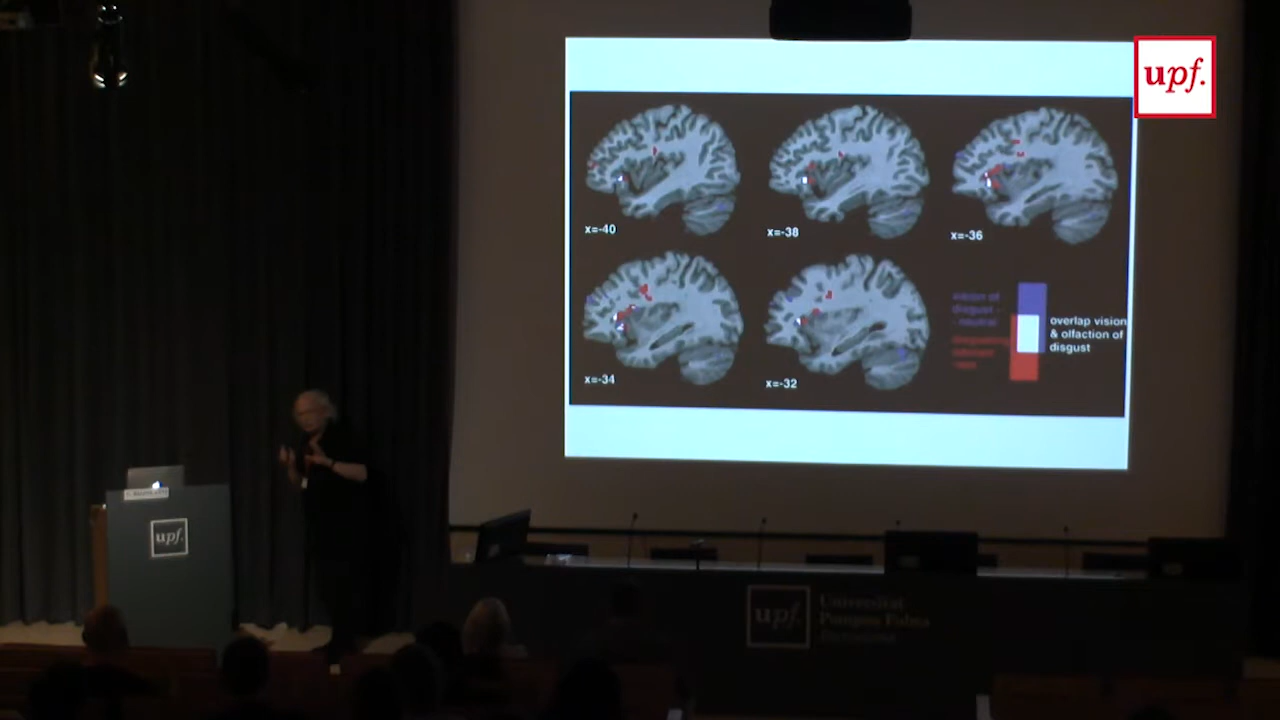 upf.
x=-40
x=-38
x=-36
x=-34
x=-32
vision of
disgust -
- neutral
overlap vision
& olfaction of
disgust
upf.
upf.
Universitat
Pompeu Fabra
Barcelona